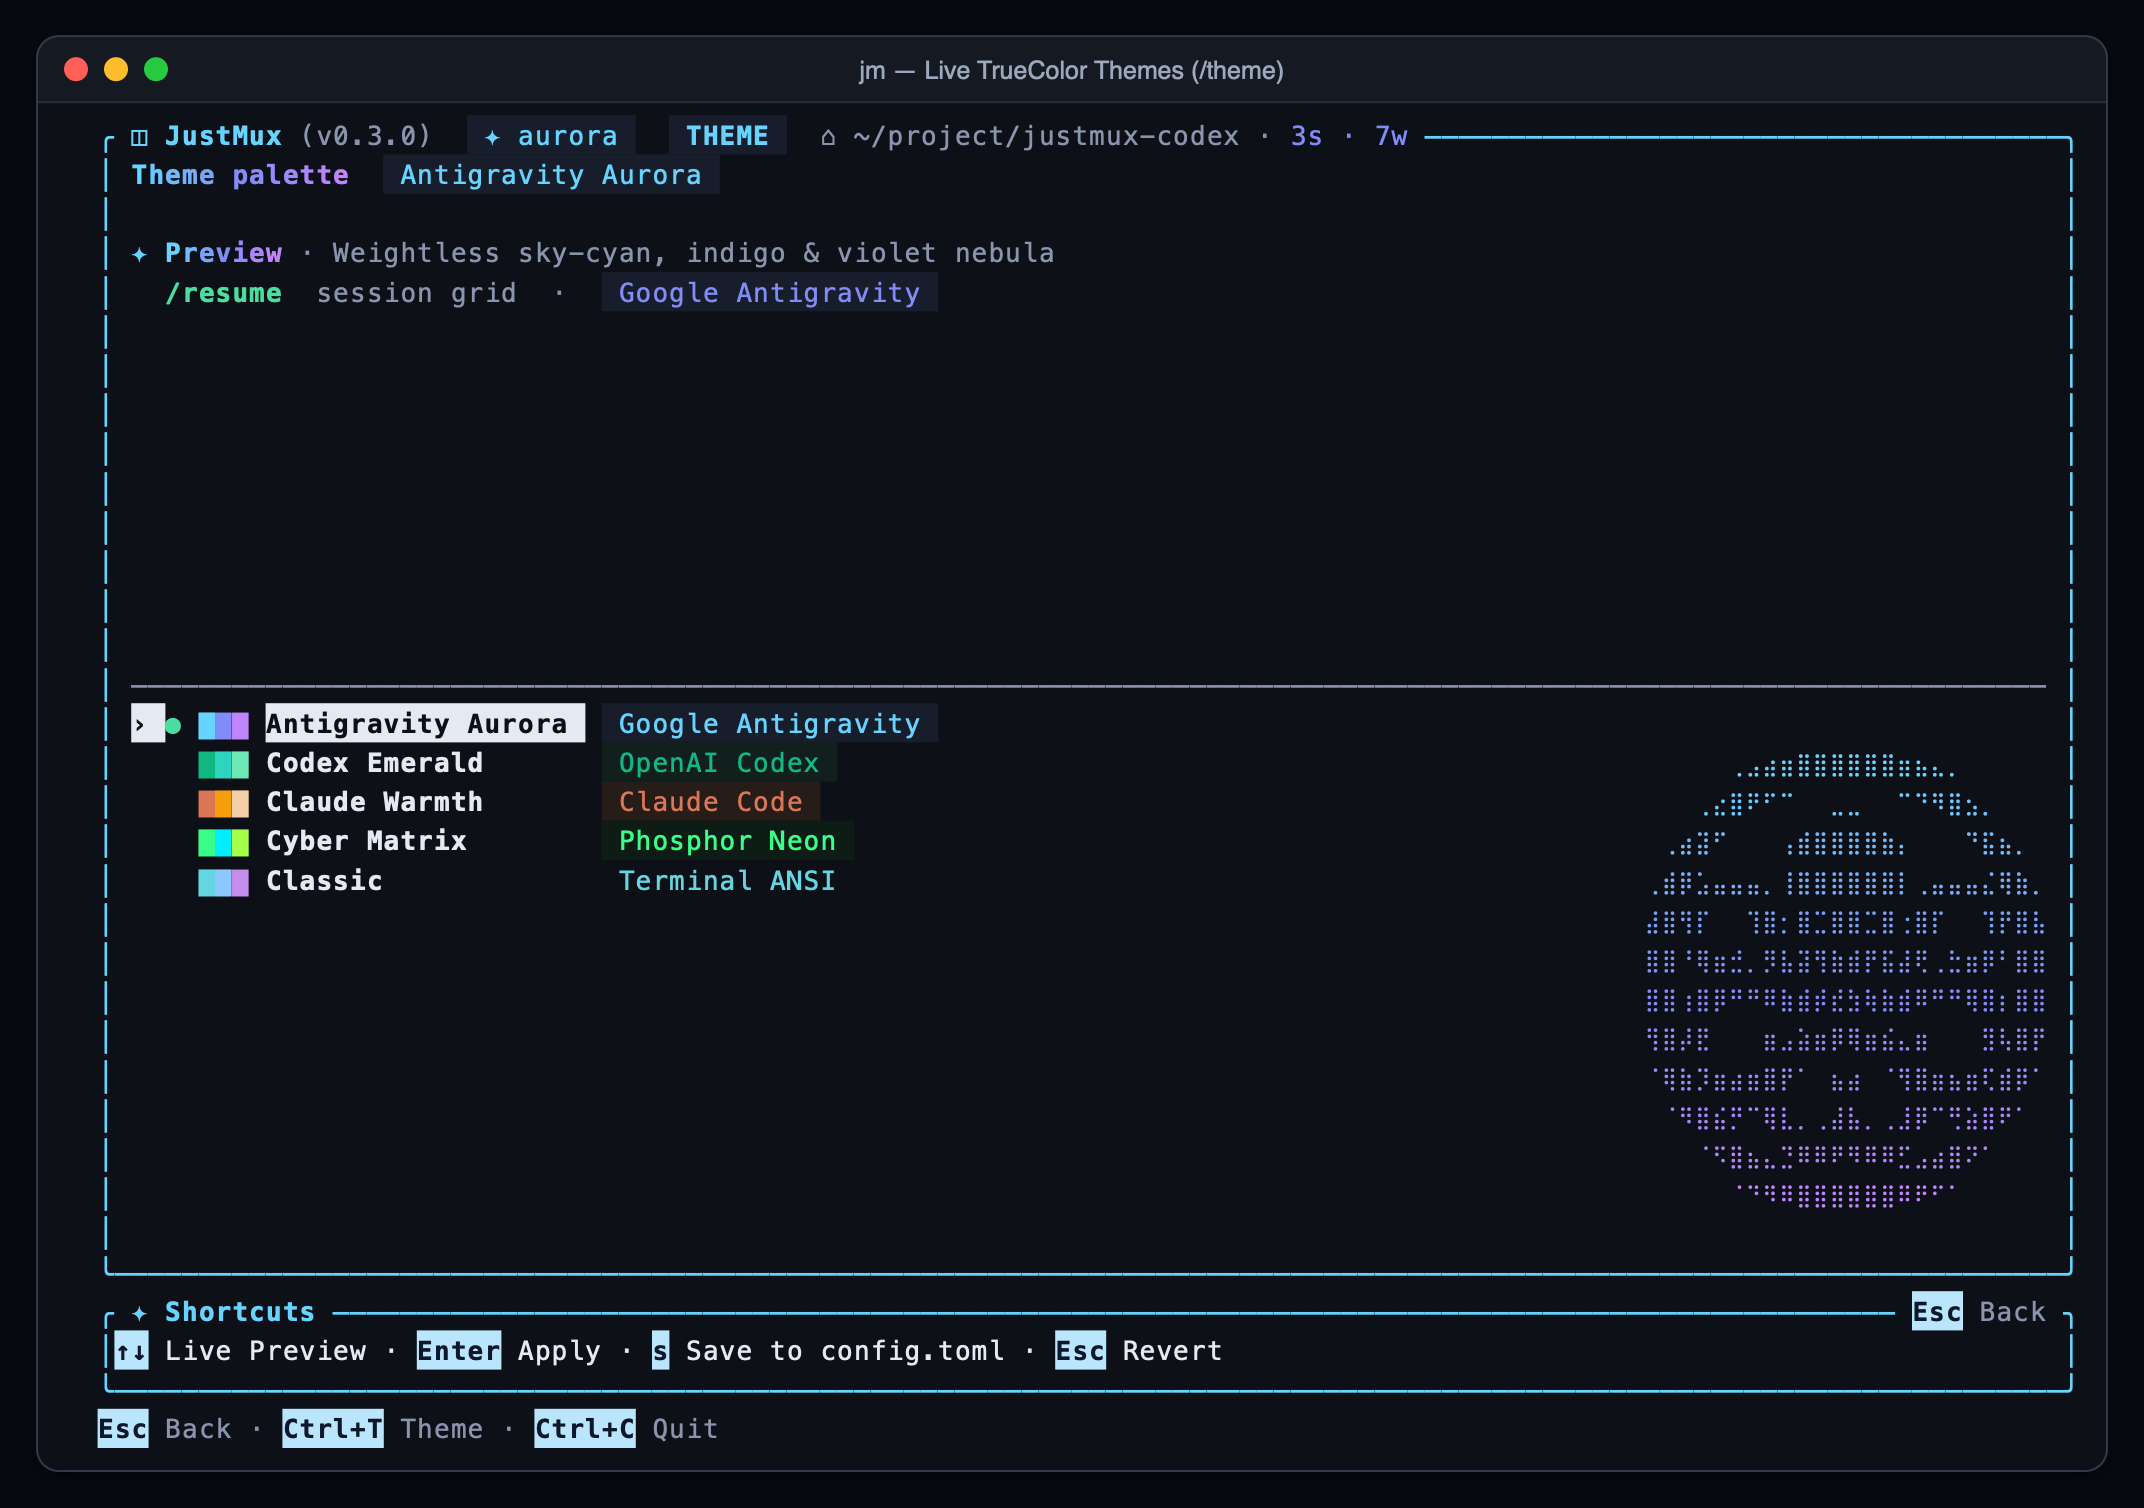 jm — Live TrueColor Themes (/theme)
◫ JustMux (v0.3.0) ✦ aurora THEME ⌂ ~/project/justmux-codex · 3s · 7w
Theme palette Antigravity Aurora
✦ Preview · Weightless sky-cyan, indigo & violet nebula
/resume session grid · Google Antigravity
› ● Antigravity Aurora Google Antigravity
Codex Emerald OpenAI Codex
Claude Warmth Claude Code
Cyber Matrix Phosphor Neon
Classic Terminal ANSI
✦ Shortcuts Esc Back
↑↓ Live Preview · Enter Apply · s Save to config.toml · Esc Revert
Esc Back · Ctrl+T Theme · Ctrl+C Quit